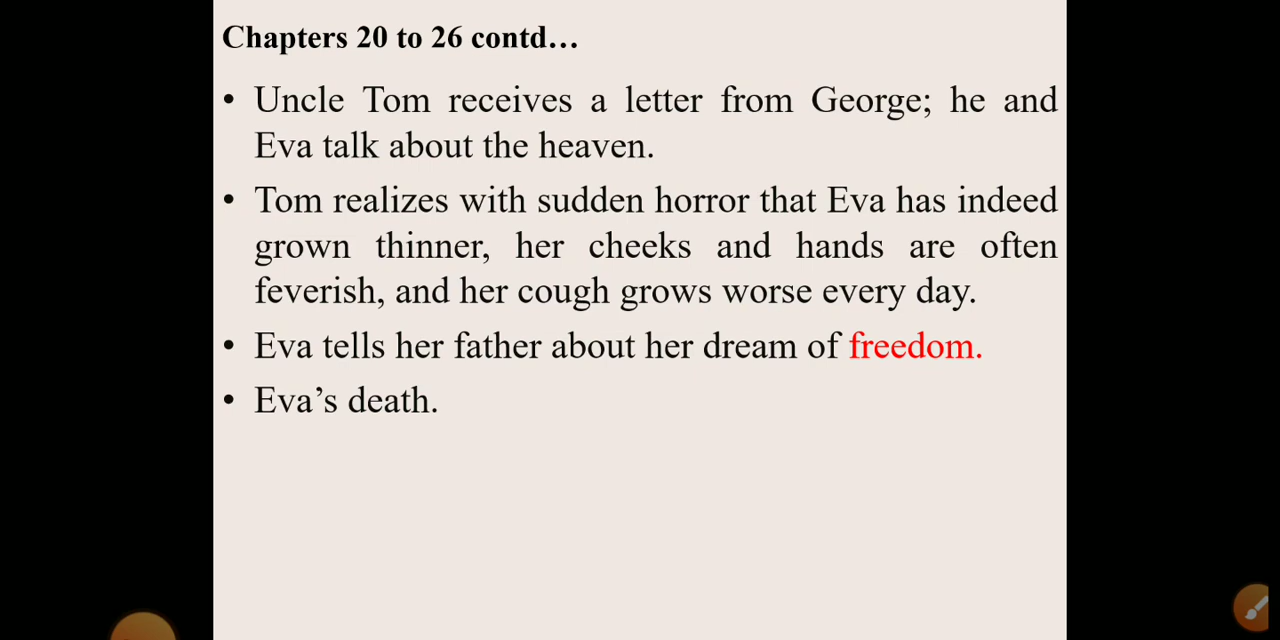 Chapters 20 to 26 contd…
• Uncle Tom receives a letter from George; he and
Eva talk about the heaven.
• Tom realizes with sudden horror that Eva has indeed
grown thinner, her cheeks and hands are often
feverish, and her cough grows worse every day.
• Eva tells her father about her dream of freedom.
• Eva’s death.